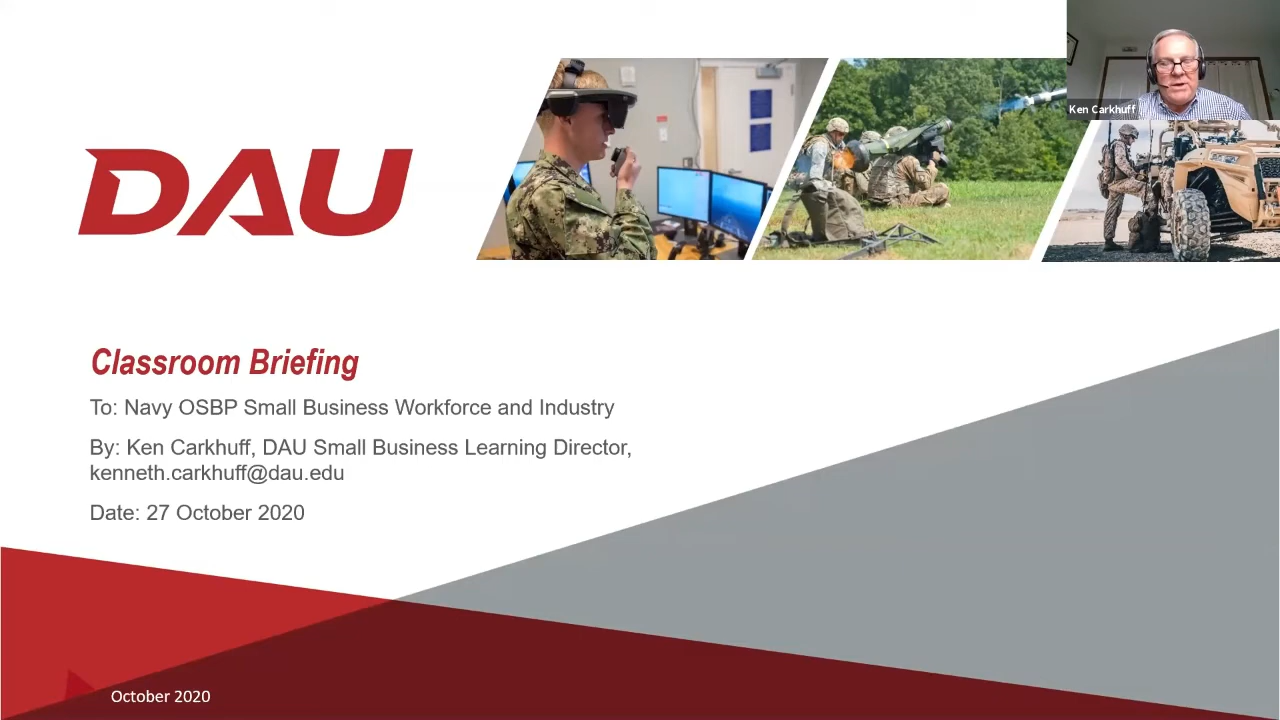 Ken Carkhuff
DAU
Classroom Briefing
To: Navy OSBP Small Business Workforce and Industry
By: Ken Carkhuff, DAU Small Business Learning Director,
kenneth.carkhuff@dau.edu
Date: 27 October 2020
October 2020